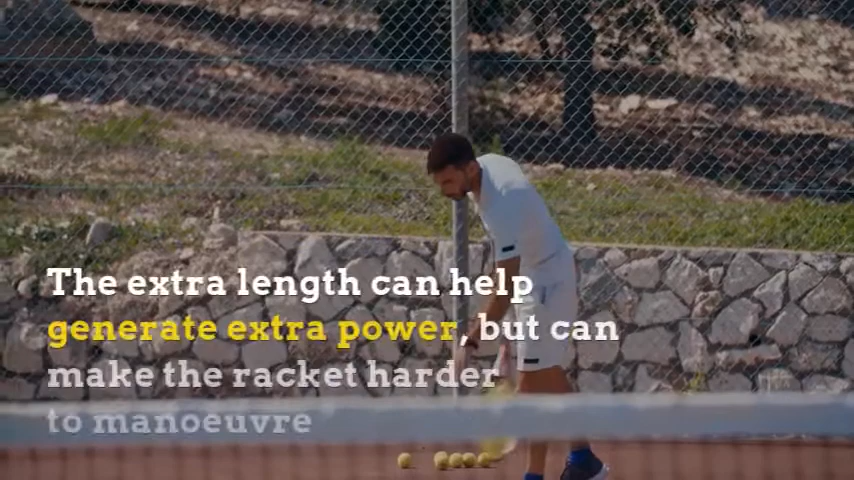 The extra length can help
generate extra power, but can
make the racket harder
to manoeuvre